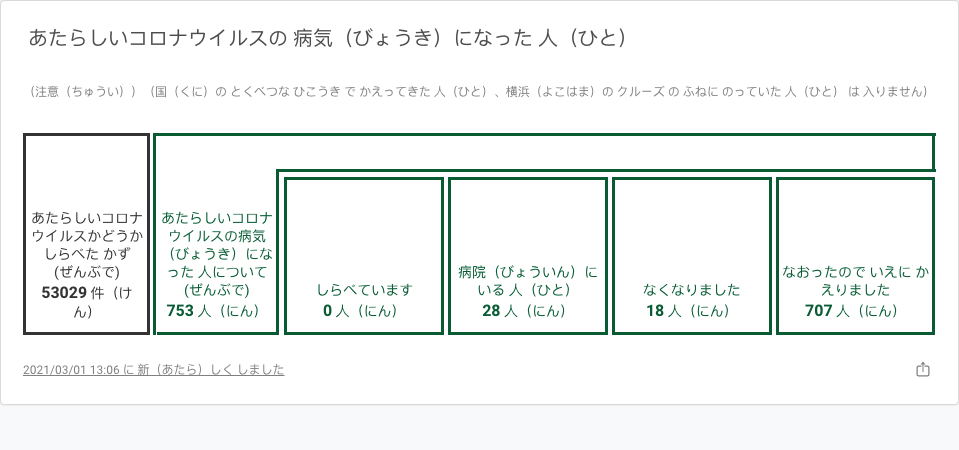 あたらしいコロナウイルスの 病気（びょうき）になった 人（ひと）
（注意（ちゅうい））（国（くに）の とくべつな ひこうき で かえってきた 人（ひと）、横浜（よこはま）の クルーズ の ふねに のっていた 人（ひと） は 入りません）
あたらしいコロナ
ウイルスかどうか
しらべた かず
(ぜんぶで)
53029 件（け
ん）
あたらしいコロナ
ウイルスの病気
（びょうき）にな
った 人について
(ぜんぶで)
753 人（にん）
しらべています
0 人（にん）
病院（びょういん）に
いる 人（ひと）
28 人（にん）
なくなりました
18 人（にん）
なおったので いえに か
えりました
707 人（にん）
2021/03/01 13:06 に 新（あたら）しく しました